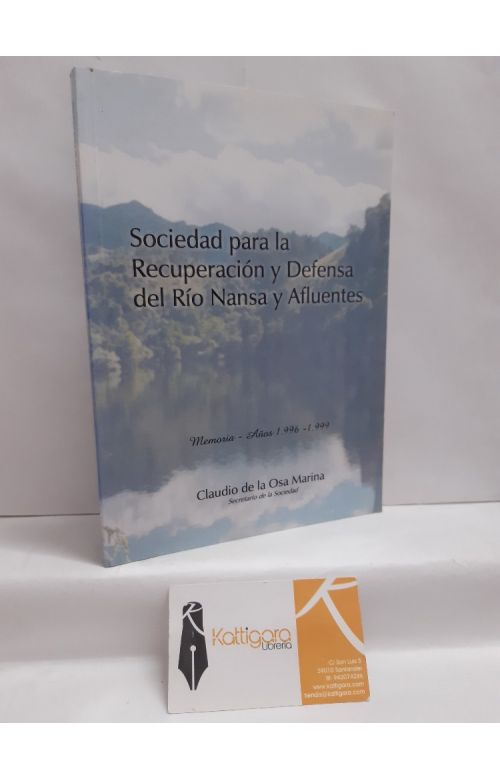 Sociedad para la
Recuperación y Defensa
del Río Nansa y Afluentes
Memoria - Años 1.996 - 1.999
Claudio de la Osa Marina
Secretario de la Sociedad
Kattigara
Librería
C/ San Luis 5
39010 Santander
www.kattigara.com
tienda@kattigara.com